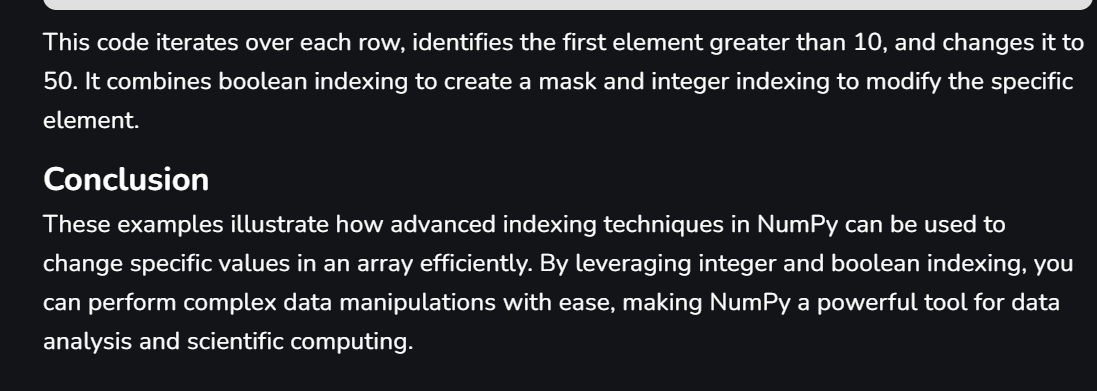 This code iterates over each row, identifies the first element greater than 10, and changes it to
50. It combines boolean indexing to create a mask and integer indexing to modify the specific
element.
Conclusion
These examples illustrate how advanced indexing techniques in NumPy can be used to
change specific values in an array efficiently. By leveraging integer and boolean indexing, you
can perform complex data manipulations with ease, making NumPy a powerful tool for data
analysis and scientific computing.